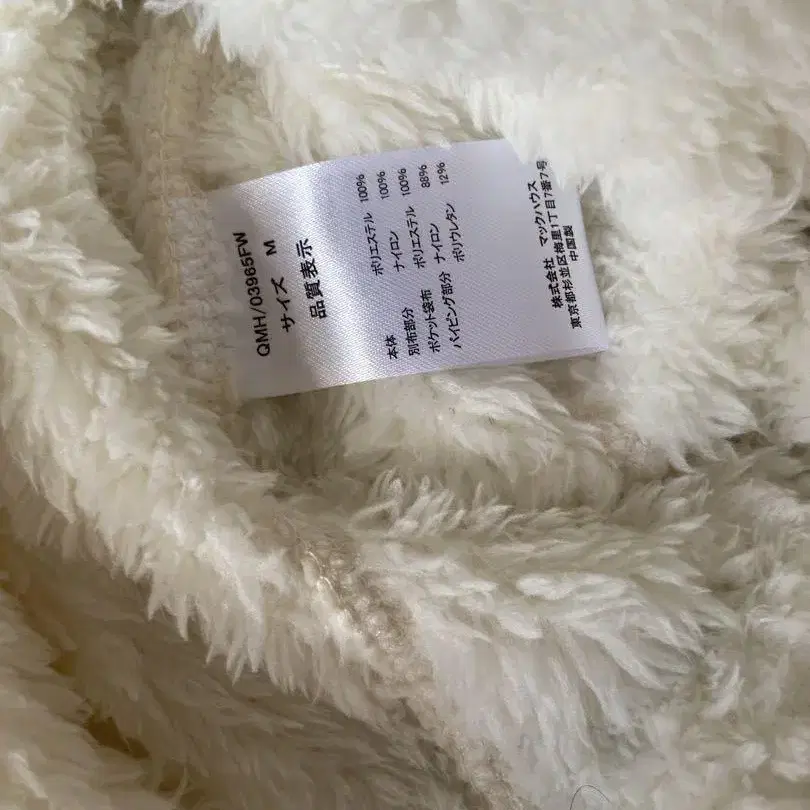 QMH/03965FW
サイズ M
品質表示
本体 ポリエステル 100%
別布部分 ナイロン 100%
ポケット袋布 ポリエステル 100%
パイピング部分 ナイロン 88%
ポリウレタン 12%
株式会社 マックハウス
東京都杉並区梅里1丁目7番7号
中国製